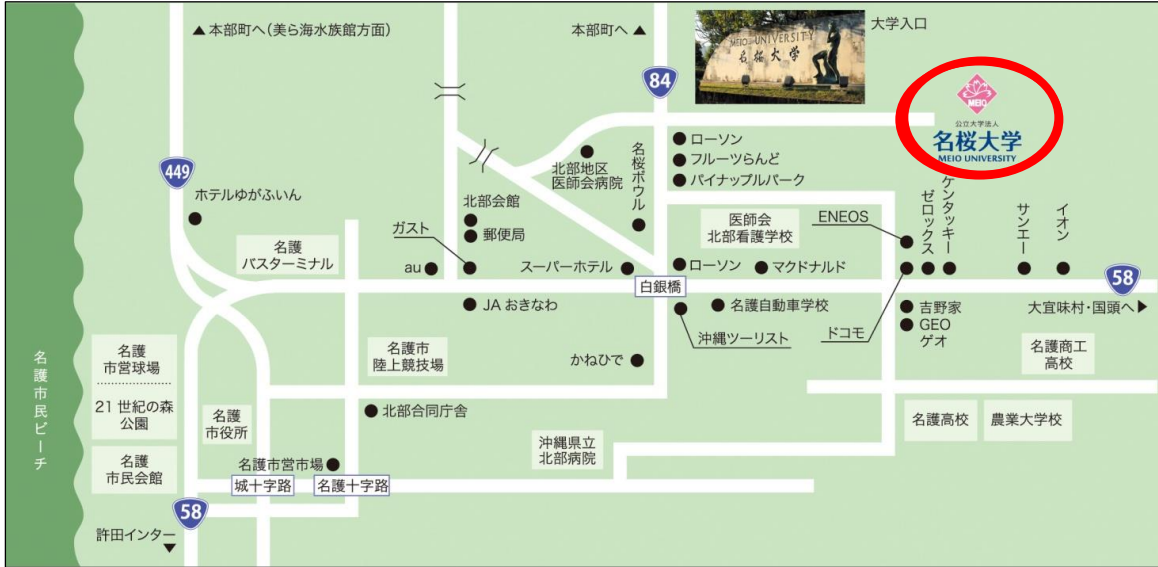 ▲本部町へ(美ら海水族館方面)
本部町へ▲
MEIO UNIVERSITY
名桜大学
大学入口
84
MEIO
公立大学法人
名桜大学
MEIO UNIVERSITY
449
ホテルゆがふいん
北部地区
医師会病院
名桜ボウル
ローソン
フルーツらんど
パイナップルパーク
北部会館
郵便局
ガスト
名護
バスターミナル
au
スーパーホテル
医師会
北部看護学校
ENEOS
ゼロックス
ケンタッキー
サンエー
イオン
ローソン
マクドナルド
白銀橋
58
JAおきなわ
名護自動車学校
沖縄ツーリスト
ドコモ
吉野家
GEO
ゲオ
大宜味村・国頭へ▶
名護商工
高校
名護市民ビーチ
名護
市営球場
21世紀の森
公園
名護
市民会館
名護
市役所
名護市
陸上競技場
かねひで
北部合同庁舎
名護高校
農業大学校
沖縄県立
北部病院
名護市営市場
城十字路
名護十字路
58
許田インター
▼